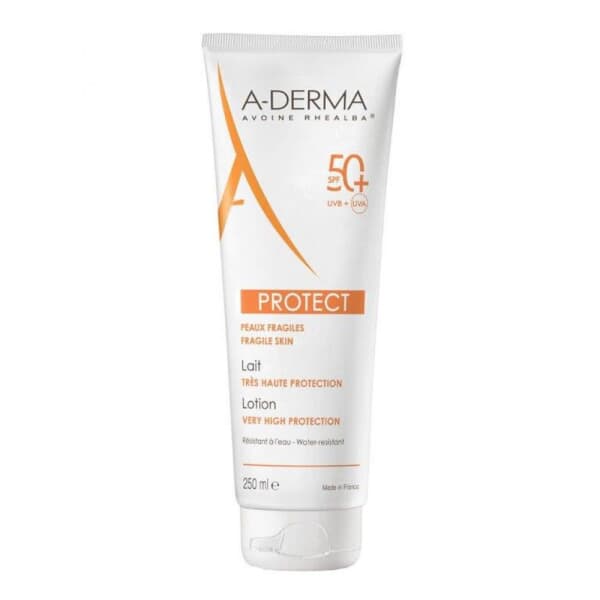 A-DERMA
AVOINE RHEALBA®
SPF 50+
UVB + UVA
PROTECT
PEAUX FRAGILES
FRAGILE SKIN
Lait
TRÈS HAUTE PROTECTION
Lotion
VERY HIGH PROTECTION
Résistant à l'eau - Water-resistant
250 ml e
Made in France